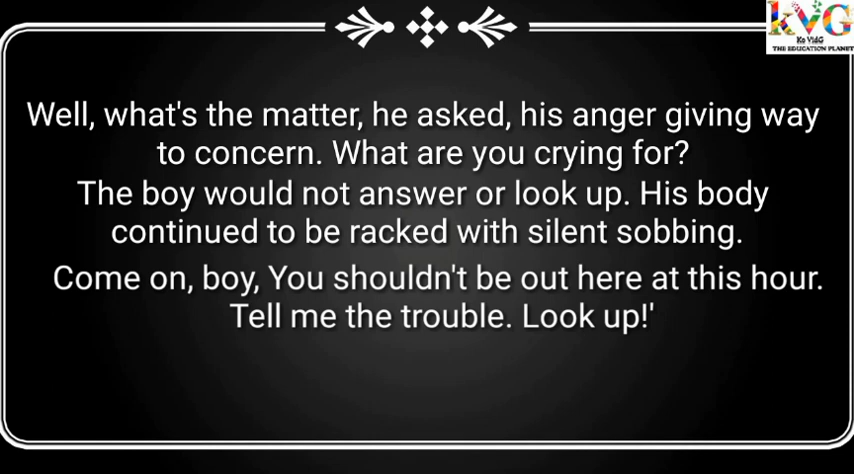 kvG
Ko VidG
THE EDUCATION PLANET
Well, what's the matter, he asked, his anger giving way
to concern. What are you crying for?
The boy would not answer or look up. His body
continued to be racked with silent sobbing.
Come on, boy, You shouldn't be out here at this hour.
Tell me the trouble. Look up!'